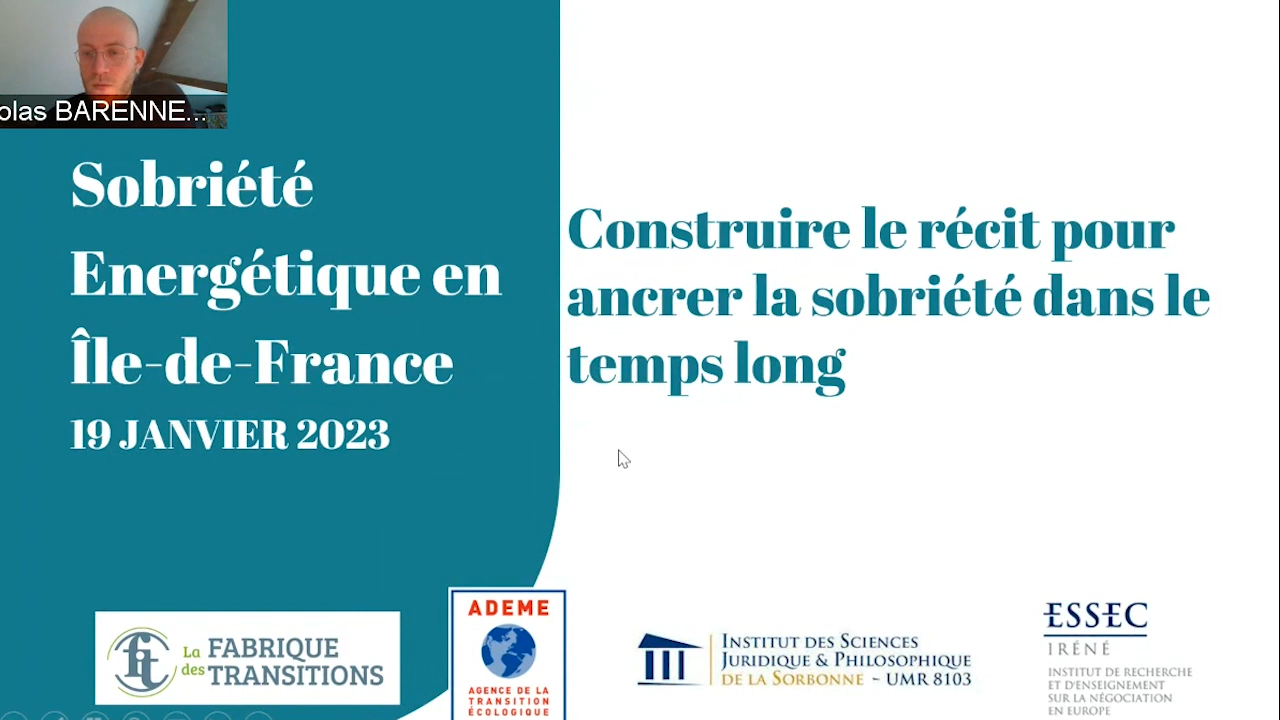 olas BARENNE...
Sobriété
Energétique en
Île-de-France
19 JANVIER 2023
Construire le récit pour
ancrer la sobriété dans le
temps long
La FABRIQUE
des TRANSITIONS
ADEME
AGENCE DE LA
TRANSITION
ÉCOLOGIQUE
INSTITUT DES SCIENCES
JURIDIQUE & PHILOSOPHIQUE
DE LA SORBONNE ~ UMR 8103
ESSEC
IRÉNÉ
INSTITUT DE RECHERCHE
ET D'ENSEIGNEMENT
SUR LA NÉGOCIATION
EN EUROPE